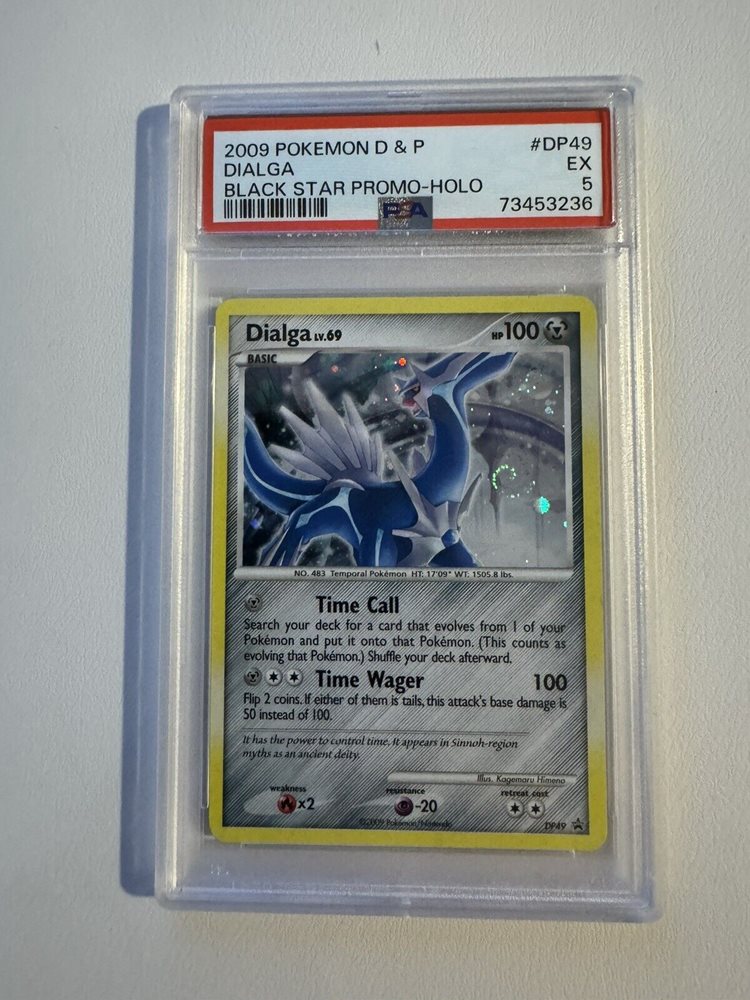 2009 POKEMON D & P #DP49
DIALGA EX
BLACK STAR PROMO-HOLO 5
PSA 73453236
Dialga LV.69 HP 100
BASIC
NO. 483 Temporal Pokémon HT: 17'09" WT: 1505.8 lbs.
Time Call
Search your deck for a card that evolves from 1 of your
Pokémon and put it onto that Pokémon. (This counts as
evolving that Pokémon.) Shuffle your deck afterward.
Time Wager 100
Flip 2 coins. If either of them is tails, this attack's base damage is
50 instead of 100.
It has the power to control time. It appears in Sinnoh-region
myths as an ancient deity.
Illus. Kagemaru Himeno
weakness resistance retreat cost
x2 -20
©2009 Pokémon/Nintendo DP49